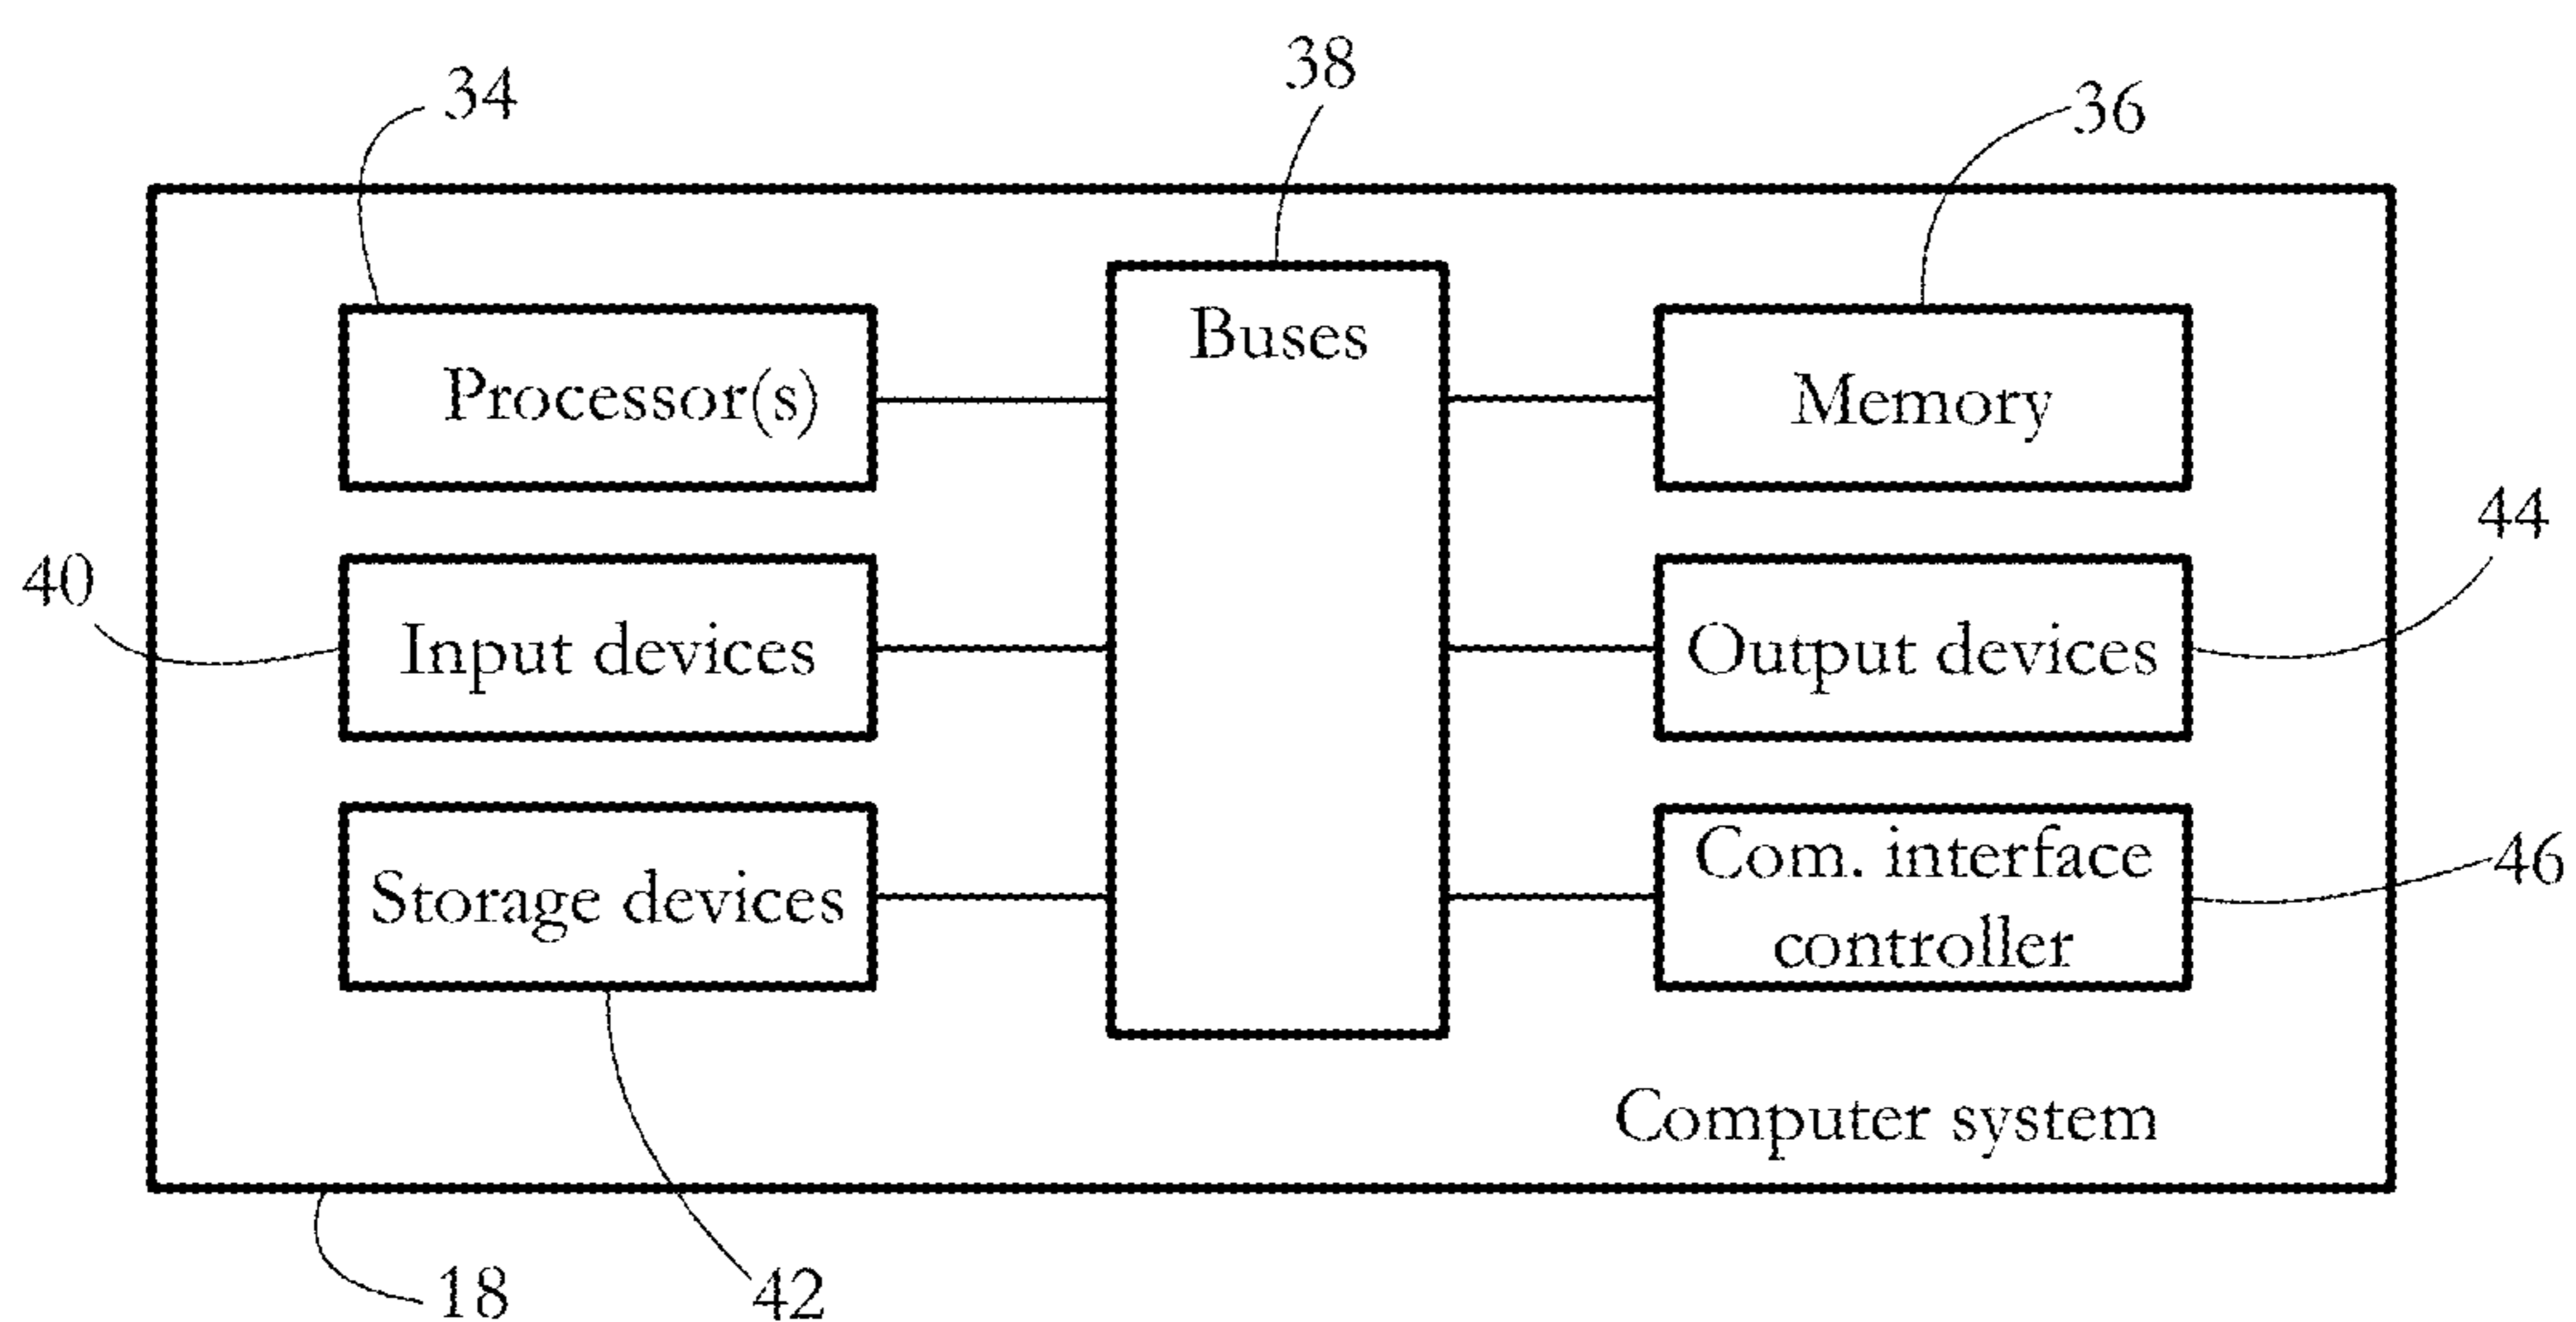 34
38
36
Processor(s)
Buses
Memory
40
Input devices
Output devices
44
Storage devices
Com. interface
controller
46
Computer system
18
42